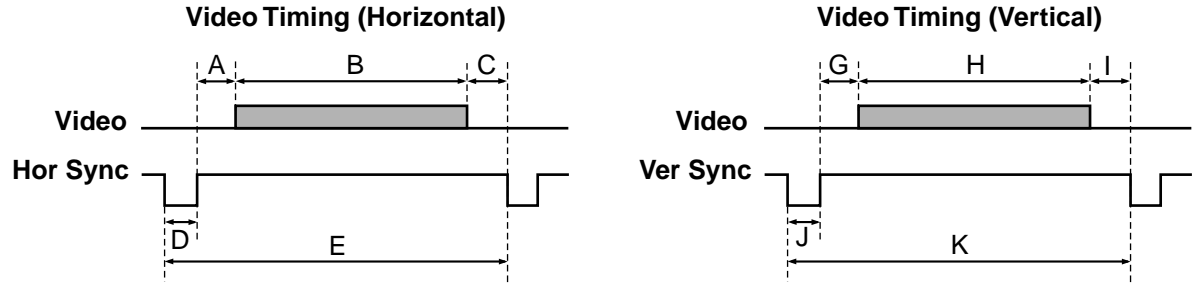 Video Timing (Horizontal)
A B C
Video
Hor Sync
D
E
Video Timing (Vertical)
G H I
Video
Ver Sync
J
K